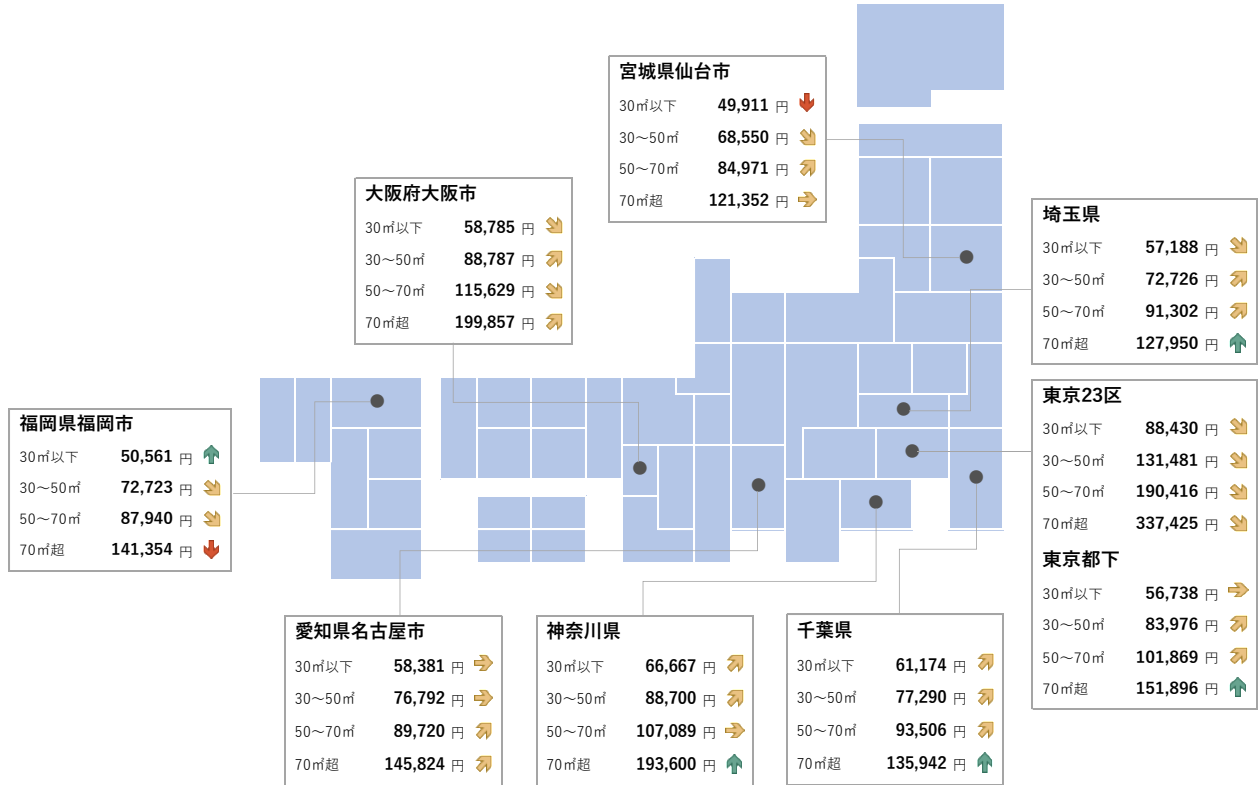 宮城県仙台市
30㎡以下 49,911 円
30～50㎡ 68,550 円
50～70㎡ 84,971 円
70㎡超 121,352 円
大阪府大阪市
30㎡以下 58,785 円
30～50㎡ 88,787 円
50～70㎡ 115,629 円
70㎡超 199,857 円
埼玉県
30㎡以下 57,188 円
30～50㎡ 72,726 円
50～70㎡ 91,302 円
70㎡超 127,950 円
福岡県福岡市
30㎡以下 50,561 円
30～50㎡ 72,723 円
50～70㎡ 87,940 円
70㎡超 141,354 円
東京23区
30㎡以下 88,430 円
30～50㎡ 131,481 円
50～70㎡ 190,416 円
70㎡超 337,425 円
東京都下
30㎡以下 56,738 円
30～50㎡ 83,976 円
50～70㎡ 101,869 円
70㎡超 151,896 円
愛知県名古屋市
30㎡以下 58,381 円
30～50㎡ 76,792 円
50～70㎡ 89,720 円
70㎡超 145,824 円
神奈川県
30㎡以下 66,667 円
30～50㎡ 88,700 円
50～70㎡ 107,089 円
70㎡超 193,600 円
千葉県
30㎡以下 61,174 円
30～50㎡ 77,290 円
50～70㎡ 93,506 円
70㎡超 135,942 円